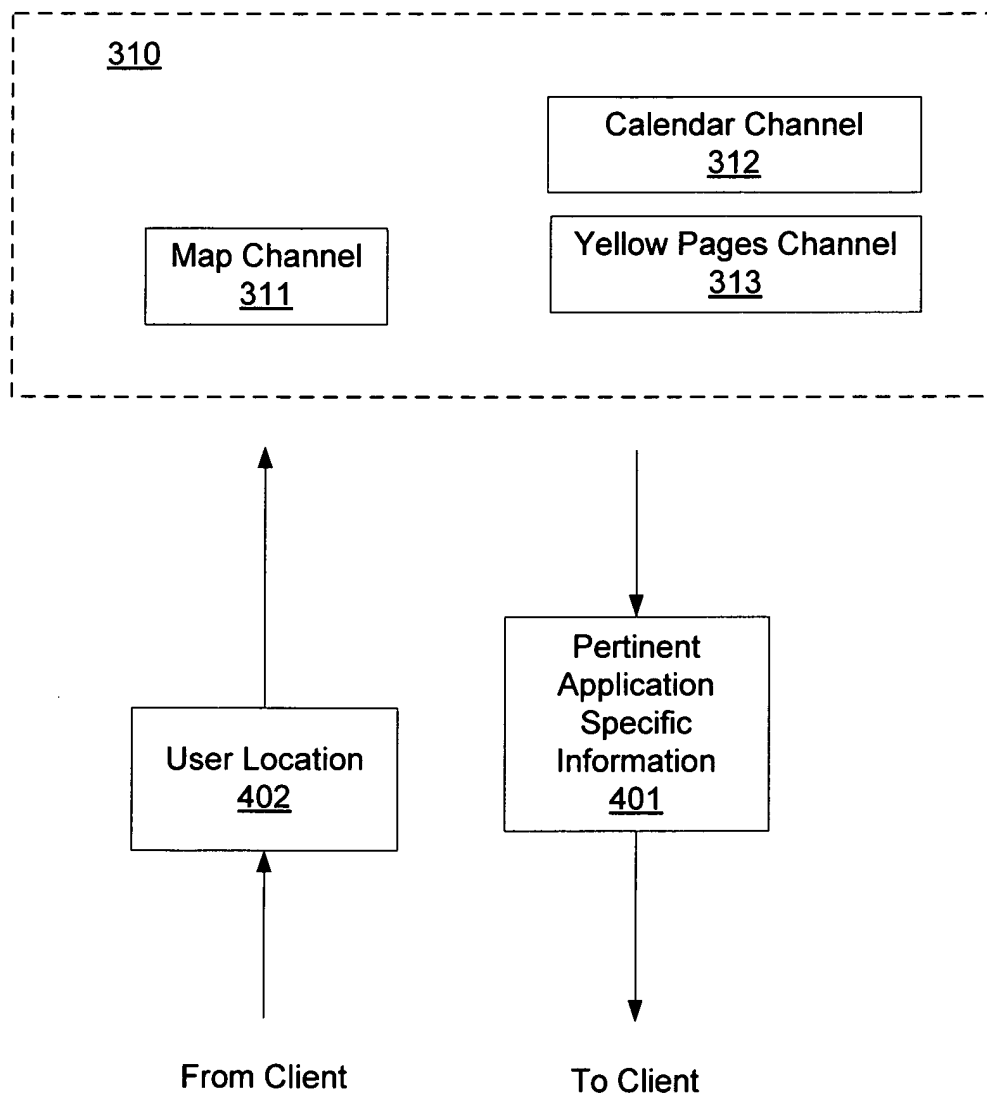 310
Calendar Channel
312
Map Channel
311
Yellow Pages Channel
313
User Location
402
Pertinent
Application
Specific
Information
401
From Client
To Client